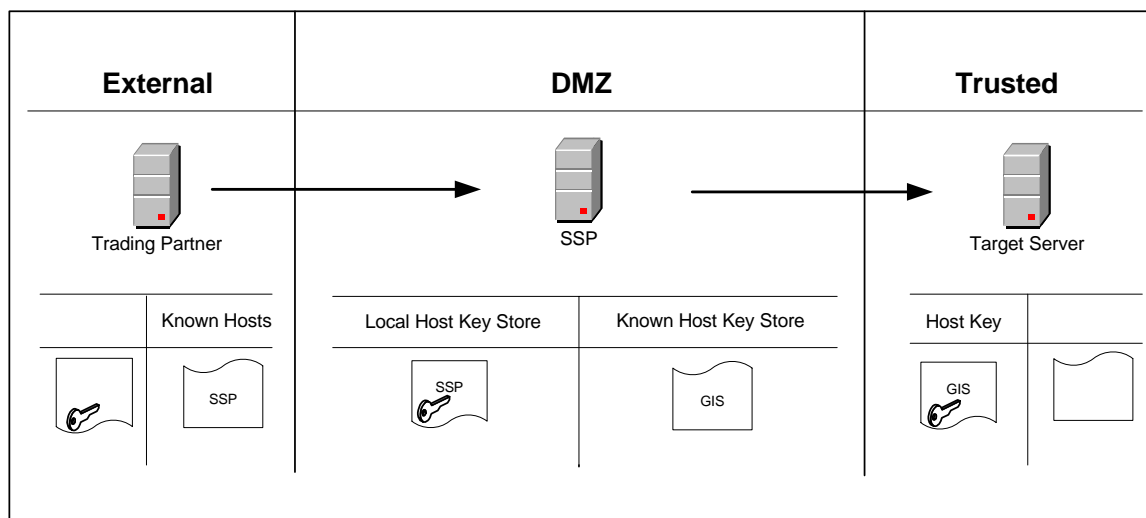 External
DMZ
Trusted
Trading Partner
SSP
Target Server
Known Hosts
Local Host Key Store
Known Host Key Store
Host Key
SSP
SSP
GIS
GIS